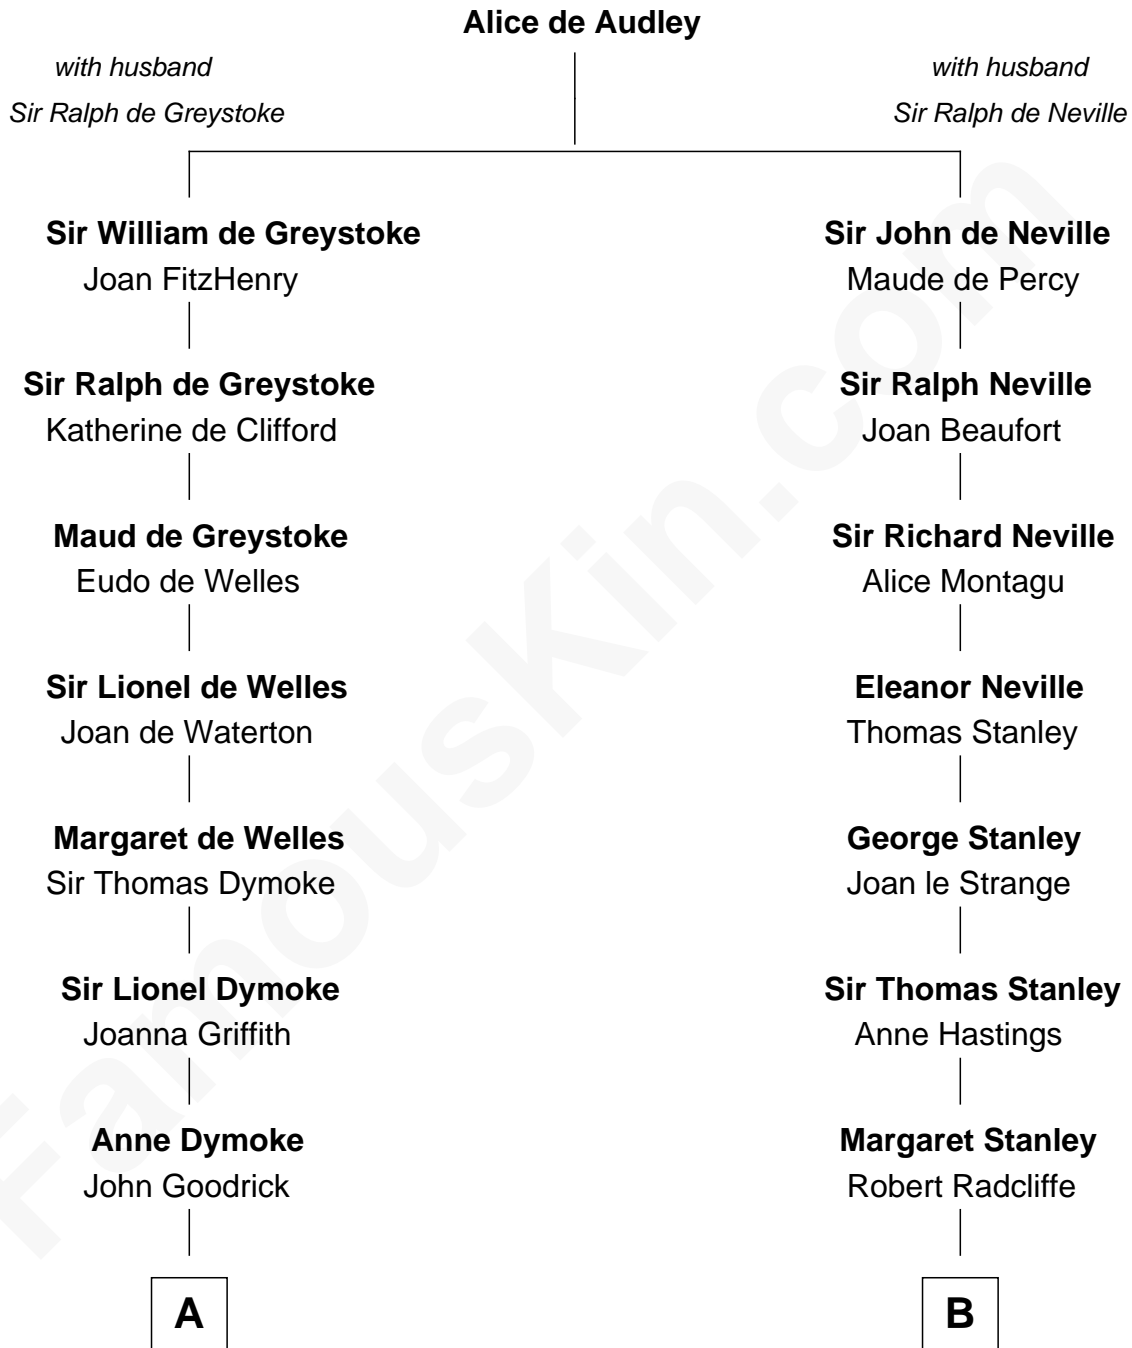 Alice de Audley
with husband
Sir Ralph de Greystoke
with husband
Sir Ralph de Neville
Sir William de Greystoke
Joan FitzHenry
Sir John de Neville
Maude de Percy
Sir Ralph de Greystoke
Katherine de Clifford
Sir Ralph Neville
Joan Beaufort
Maud de Greystoke
Eudo de Welles
Sir Richard Neville
Alice Montagu
Sir Lionel de Welles
Joan de Waterton
Eleanor Neville
Thomas Stanley
Margaret de Welles
Sir Thomas Dymoke
George Stanley
Joan le Strange
Sir Lionel Dymoke
Joanna Griffith
Sir Thomas Stanley
Anne Hastings
Anne Dymoke
John Goodrick
Margaret Stanley
Robert Radcliffe
A
B
FamousKin.com